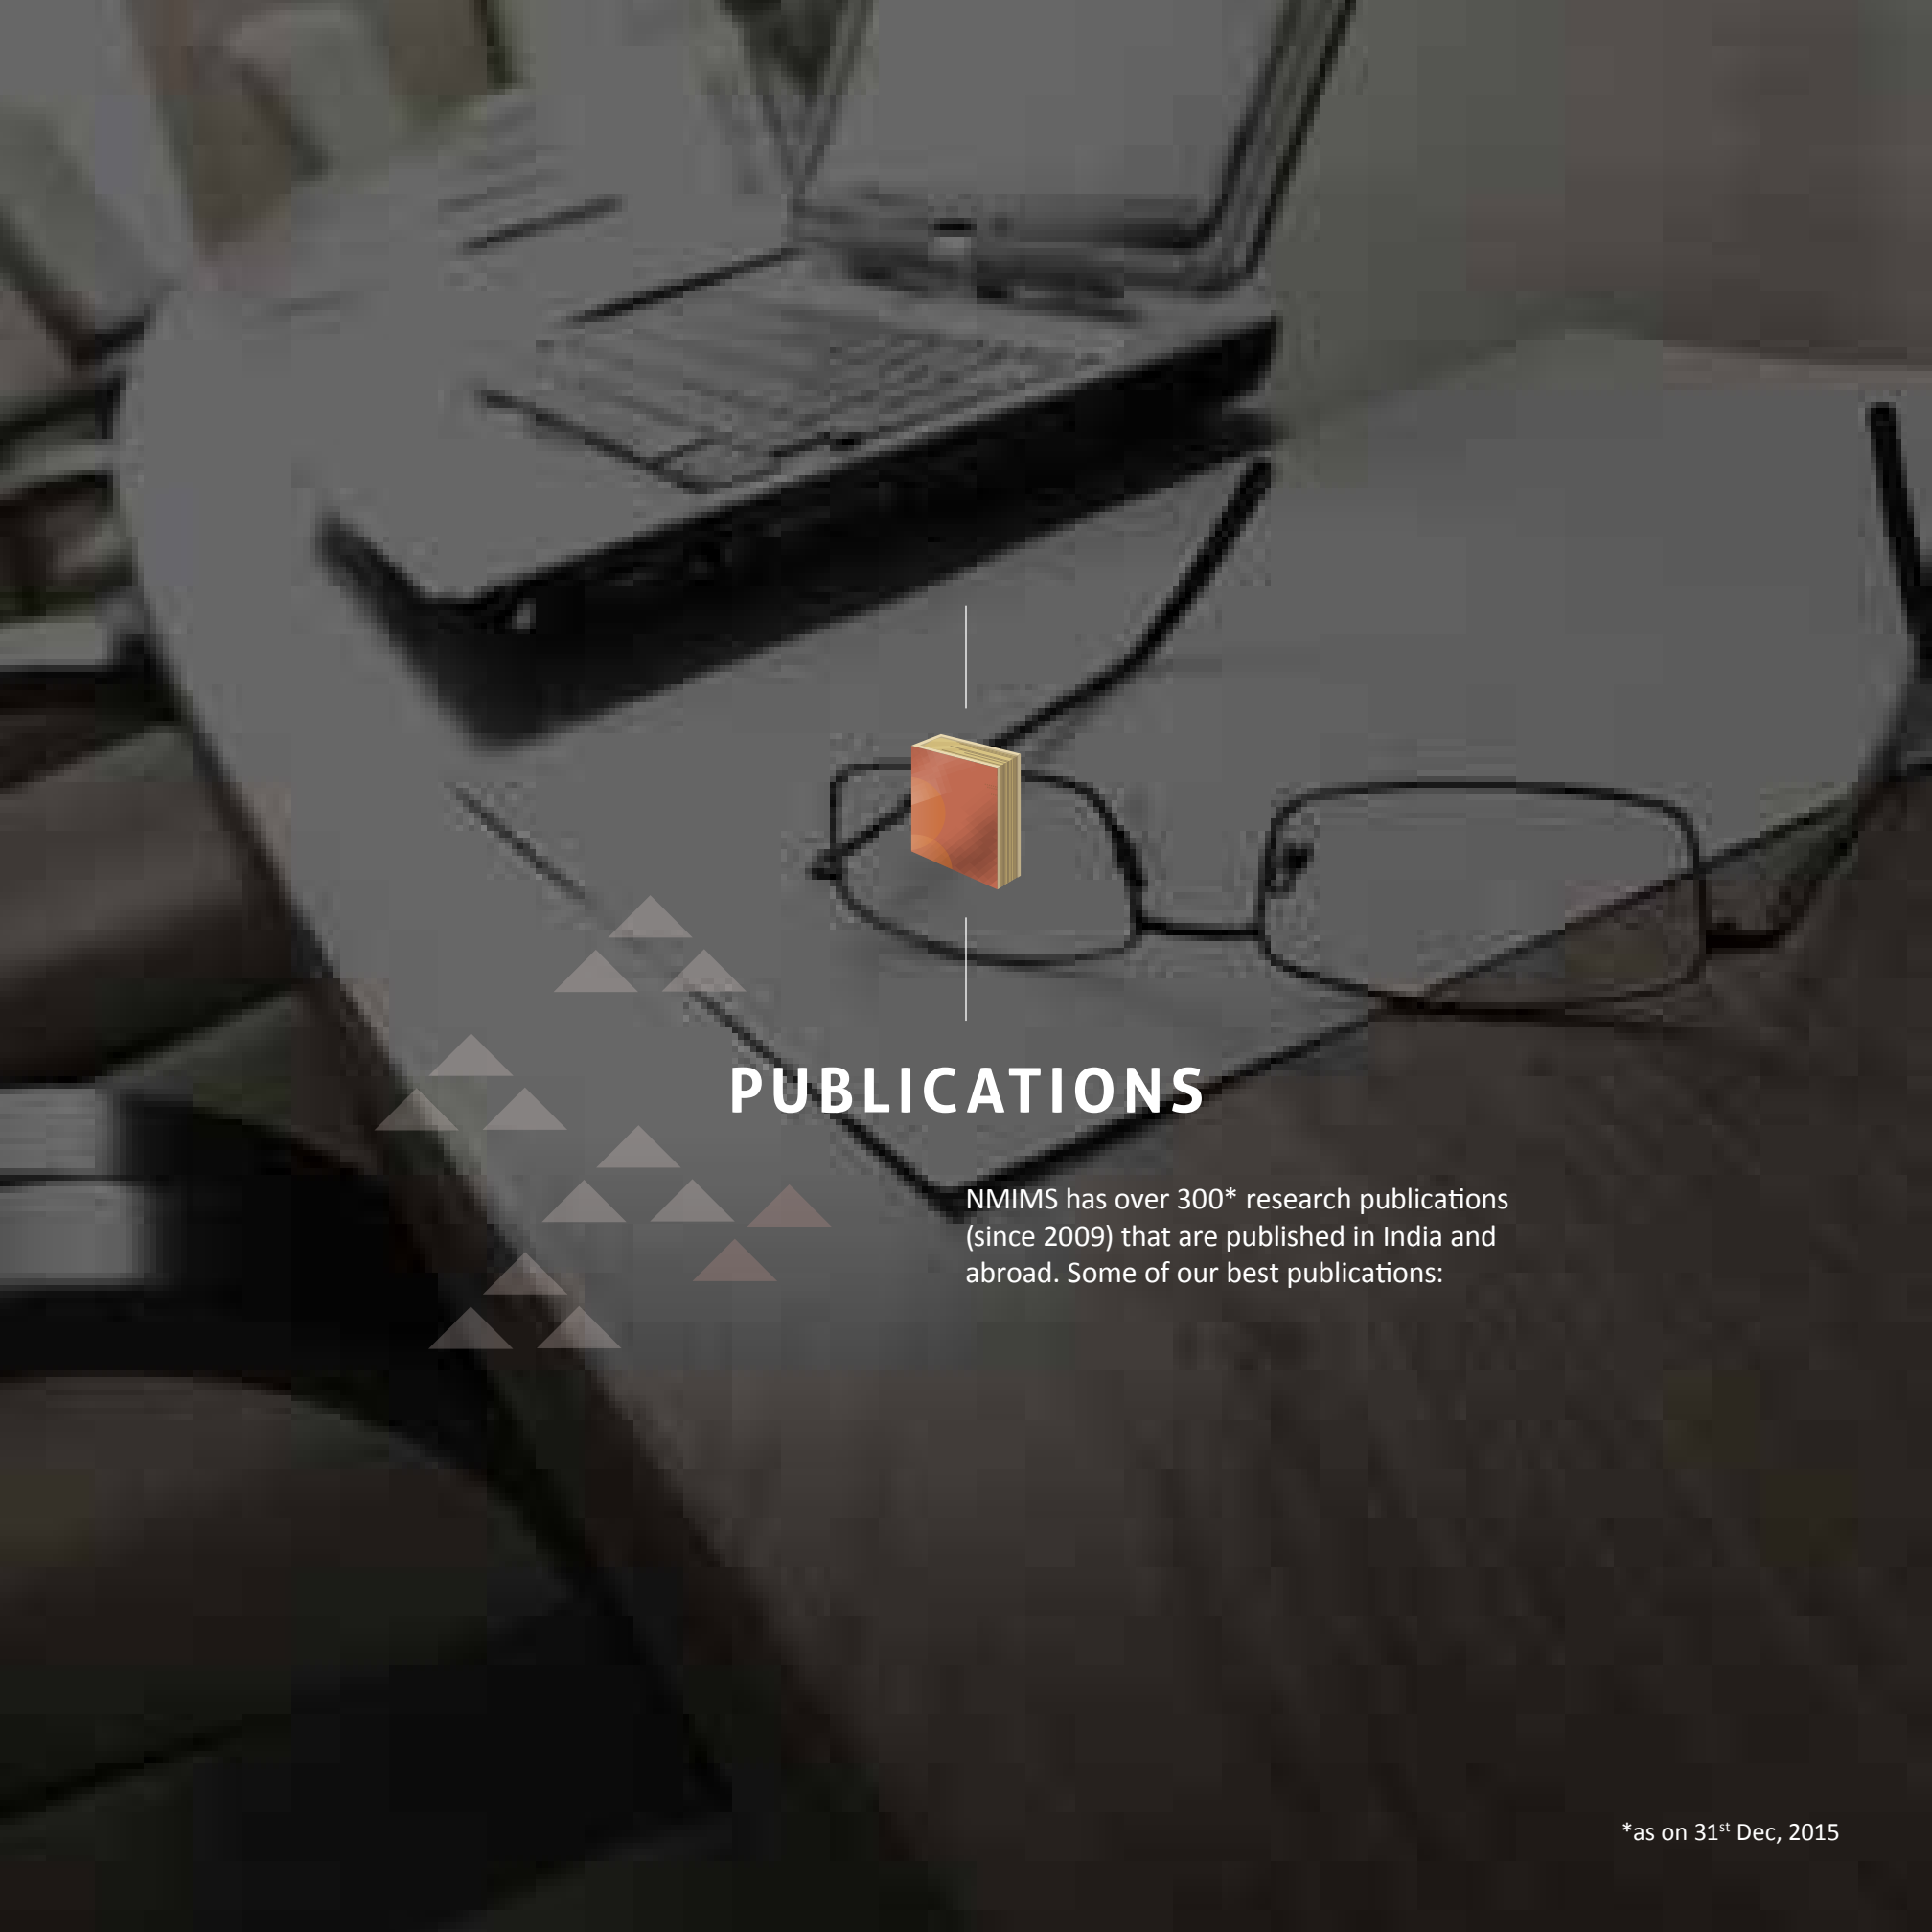 PUBLICATIONS
NMIMS has over 300* research publications
(since 2009) that are published in India and
abroad. Some of our best publications:
*as on 31st Dec, 2015